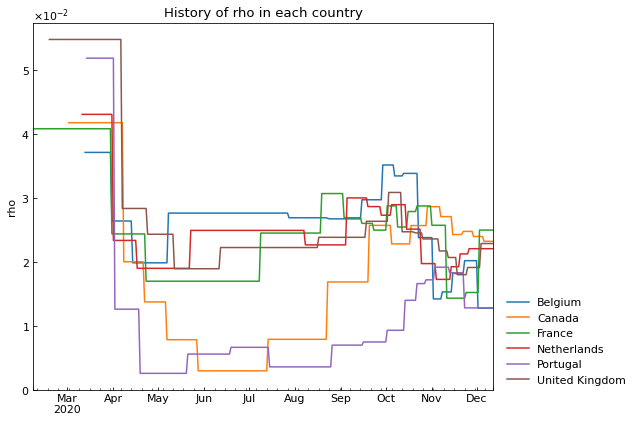 History of rho in each country
×10⁻²
5
4
3
2
1
0
rho
Mar
2020
Apr
May
Jun
Jul
Aug
Sep
Oct
Nov
Dec
Belgium
Canada
France
Netherlands
Portugal
United Kingdom